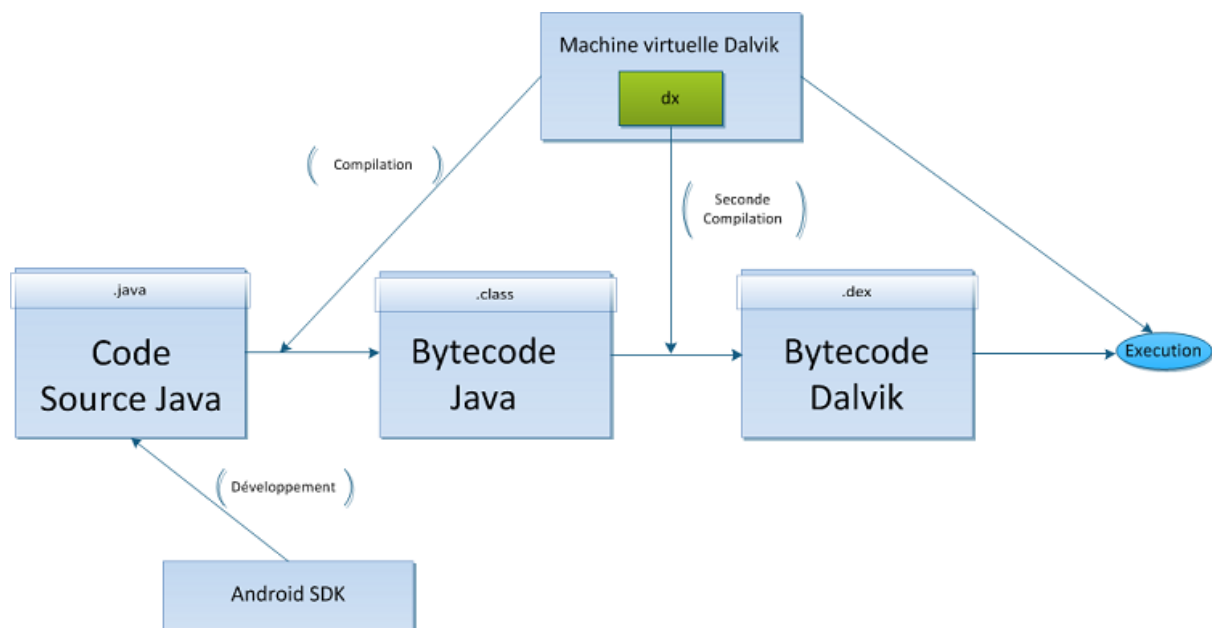 Machine virtuelle Dalvik
dx
( Compilation )
( Seconde
Compilation )
.java
Code
Source Java
.class
Bytecode
Java
.dex
Bytecode
Dalvik
Execution
( Développement )
Android SDK